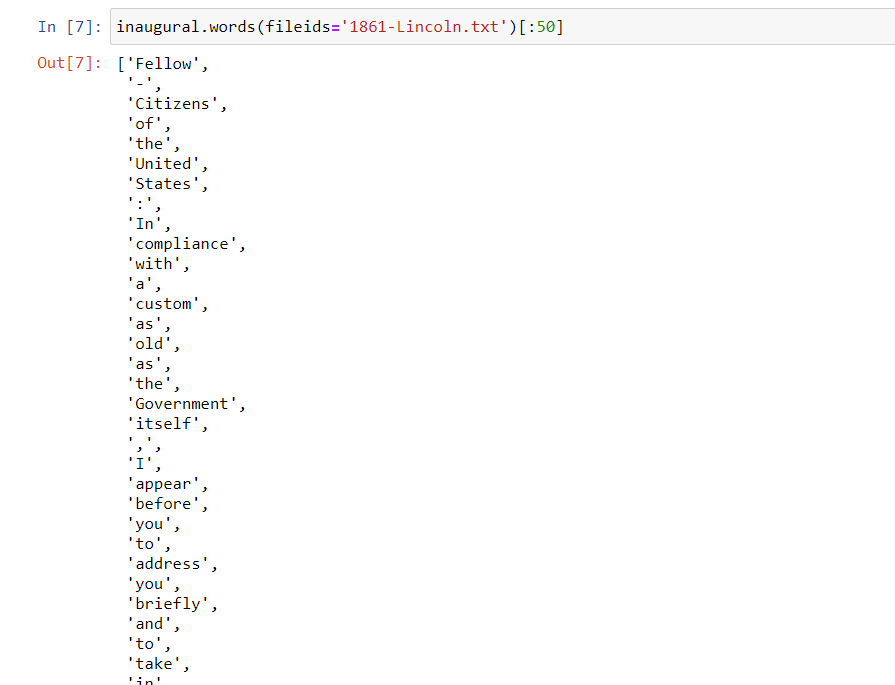 In [7]: inaugural.words(fileids='1861-Lincoln.txt')[:50]
Out[7]: ['Fellow',
'-',
'Citizens',
'of',
'the',
'United',
'States',
':',
'In',
'compliance',
'with',
'a',
'custom',
'as',
'old',
'as',
'the',
'Government',
'itself',
',',
'I',
'appear',
'before',
'you',
'to',
'address',
'you',
'briefly',
'and',
'to',
'take',
'in'